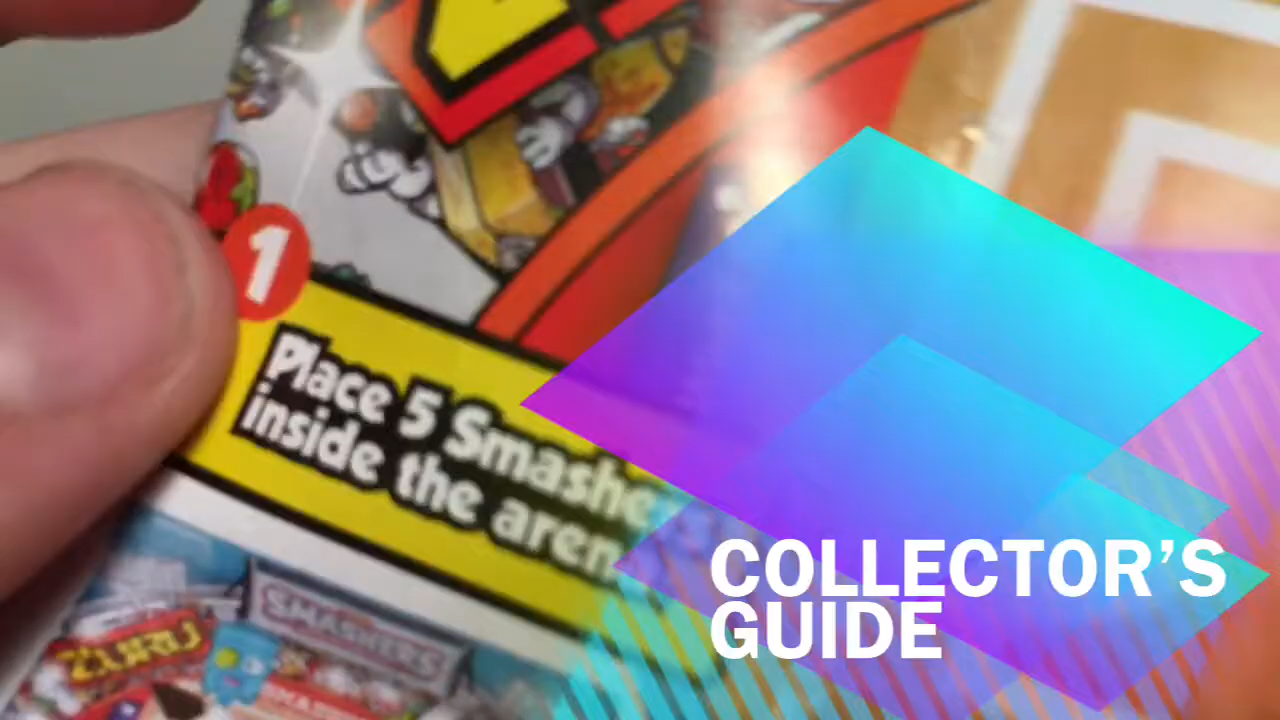 1
Place 5 Smashe
inside the aren
SMASHERS
ZURU
COLLECTOR'S
GUIDE